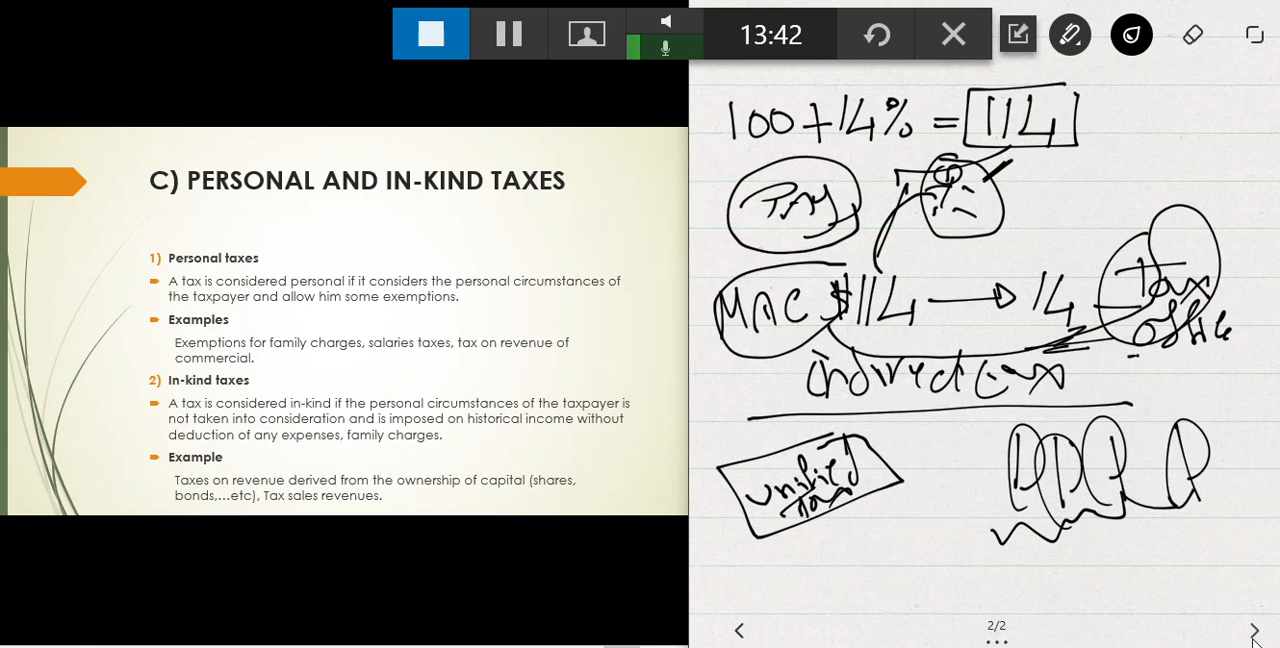 13:42
C) PERSONAL AND IN-KIND TAXES
1) Personal taxes
A tax is considered personal if it considers the personal circumstances of
the taxpayer and allow him some exemptions.
Examples
Exemptions for family charges, salaries taxes, tax on revenue of
commercial.
2) In-kind taxes
A tax is considered in-kind if the personal circumstances of the taxpayer is
not taken into consideration and is imposed on historical income without
deduction of any expenses, family charges.
Example
Taxes on revenue derived from the ownership of capital (shares,
bonds,...etc), Tax sales revenues.
100 + 14% = 114
MAC $114 → 14 Tax
office
indirect tax
unified
Tax
2/2